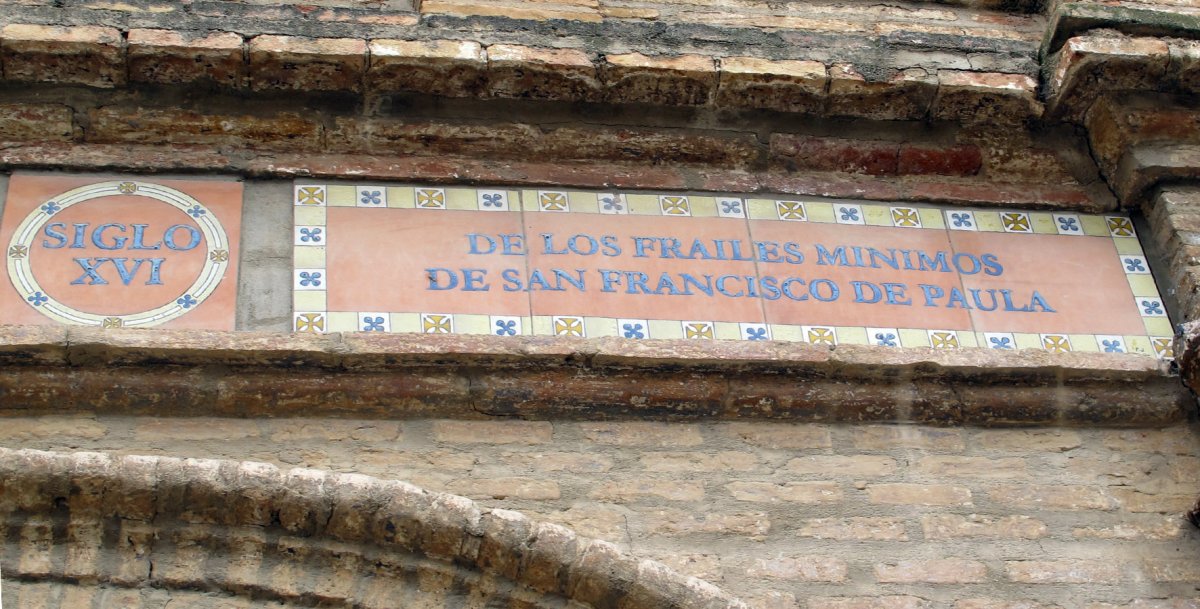 SIGLO
XVI
DE LOS FRAILES MINIMOS
DE SAN FRANCISCO DE PAULA